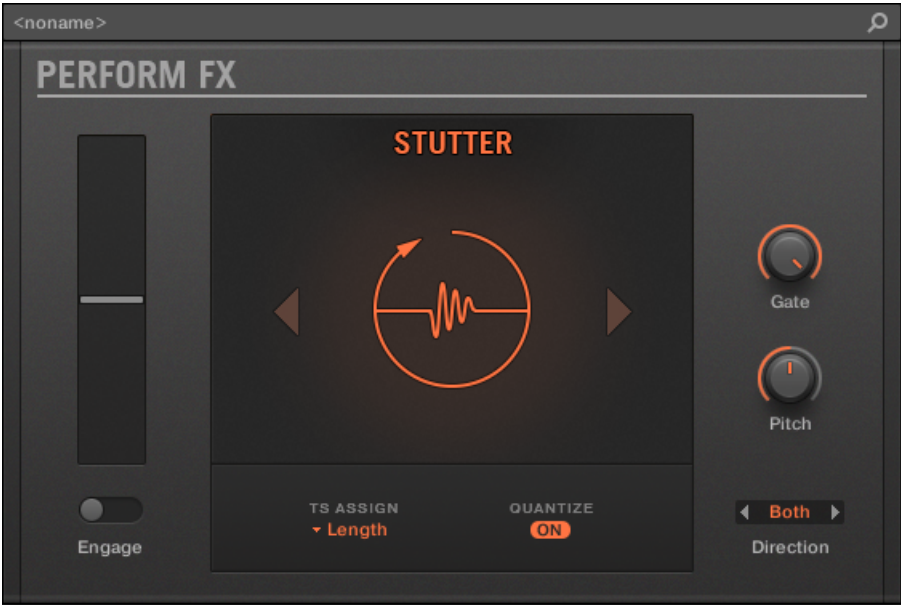 <noname>
PERFORM FX
STUTTER
Gate
Pitch
TS ASSIGN
Length
QUANTIZE
ON
Engage
Both
Direction